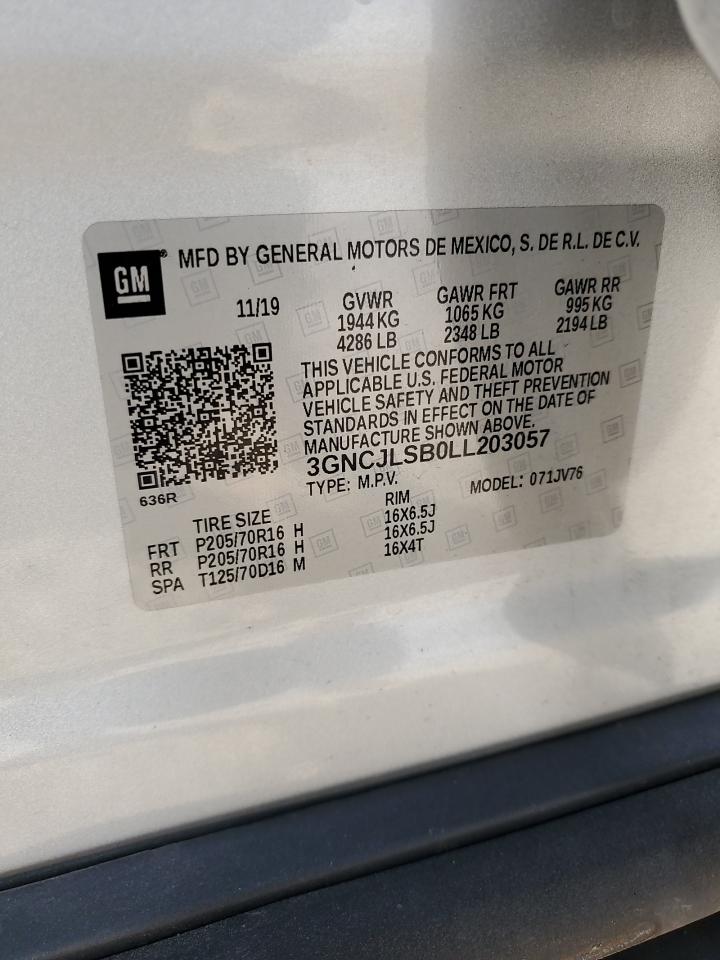 GM® MFD BY GENERAL MOTORS DE MEXICO, S. DE R.L. DE C.V.
11/19 GVWR GAWR FRT GAWR RR
1944 KG 1065 KG 995 KG
4286 LB 2348 LB 2194 LB
THIS VEHICLE CONFORMS TO ALL
APPLICABLE U.S. FEDERAL MOTOR
VEHICLE SAFETY AND THEFT PREVENTION
STANDARDS IN EFFECT ON THE DATE OF
MANUFACTURE SHOWN ABOVE.
3GNCJLSB0LL203057
636R TYPE: M.P.V. MODEL: 071JV76
TIRE SIZE RIM
FRT P205/70R16 H 16X6.5J
RR P205/70R16 H 16X6.5J
SPA T125/70D16 M 16X4T